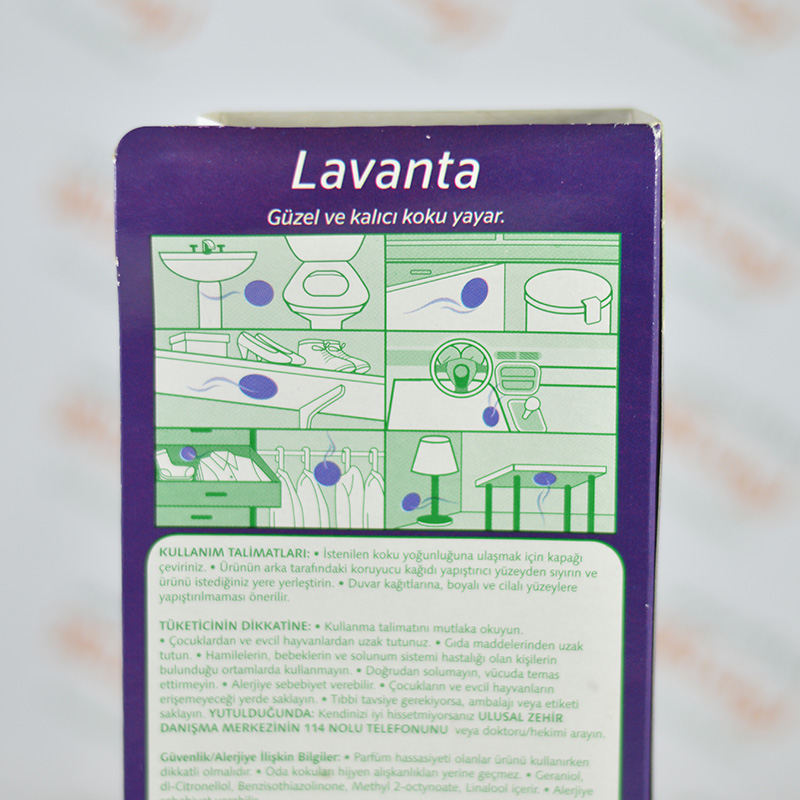 Lavanta
Güzel ve kalıcı koku yayar.
KULLANIM TALİMATLARI: • İstenilen koku yoğunluğuna ulaşmak için kapağı
çeviriniz. • Ürünün arka tarafındaki koruyucu kağıdı yapıştırıcı yüzeyden sıyırın ve
ürünü istediğiniz yere yerleştirin. • Duvar kağıtlarına, boyalı ve cilalı yüzeylere
yapıştırılmaması önerilir.
TÜKETİCİNİN DİKKATİNE: • Kullanma talimatını mutlaka okuyun.
• Çocuklardan ve evcil hayvanlardan uzak tutunuz. • Gıda maddelerinden uzak
tutun. • Hamilelerin, bebeklerin ve solunum sistemi hastalığı olan kişilerin
bulunduğu ortamlarda kullanmayın. • Doğrudan solumayın, vücuda temas
ettirmeyin. • Alerjiye sebebiyet verebilir. • Çocukların ve evcil hayvanların
erişemeyeceği yerde saklayın. • Tıbbi tavsiye gerekiyorsa, ambalajı veya etiketi
saklayın. YUTULDUĞUNDA: Kendinizi iyi hissetmiyorsanız ULUSAL ZEHİR
DANIŞMA MERKEZİNİN 114 NOLU TELEFONUNU veya doktoru/hekimi arayın.
Güvenlik/Alerjiye İlişkin Bilgiler: • Parfüm hassasiyeti olanlar ürünü kullanırken
dikkatli olmalıdır. • Oda kokuları hijyen alışkanlıkları yerine geçmez. • Geraniol,
dl-Citronellol, Benzisothiazolinone, Methyl 2-octynoate, Linalool içerir. • Alerjiye